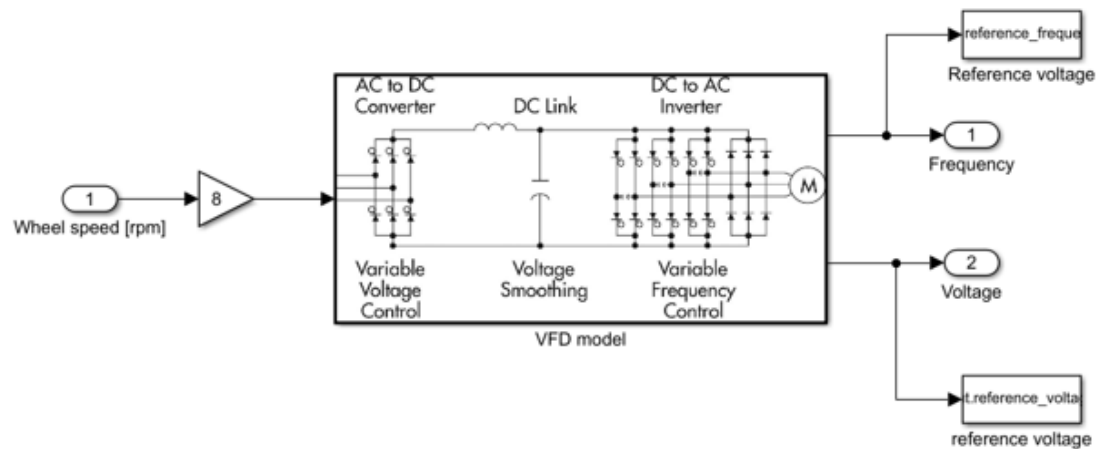 reference_freque
Reference voltage
AC to DC
Converter
DC Link
DC to AC
Inverter
1
Frequency
1
Wheel speed [rpm]
8
M
2
Voltage
Variable
Voltage
Control
Voltage
Smoothing
Variable
Frequency
Control
VFD model
t.reference_volta
reference voltage